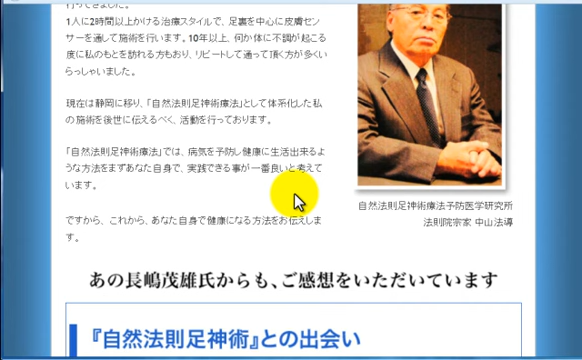 行ってきました。
1人に2時間以上かける治療スタイルで、足裏を中心に皮膚セン
サーを通して施術を行います。10年以上、何か体に不調が起こる
度に私のもとを訪れる方もおり、リピートして通って頂く方が多くい
らっしゃいました。
現在は静岡に移り、「自然法則足神術療法」として体系化した私
の施術を後世に伝えるべく、活動を行っております。
「自然法則足神術療法」では、病気を予防し健康に生活出来るよ
うな方法をまずあなた自身で、実践できる事が一番良いと考えて
います。
ですから、これから、あなた自身で健康になる方法をお伝えしま
す。
自然法則足神術療法予防医学研究所
法則院宗家 中山法導
あの長嶋茂雄氏からも、ご感想をいただいています
『自然法則足神術』との出会い